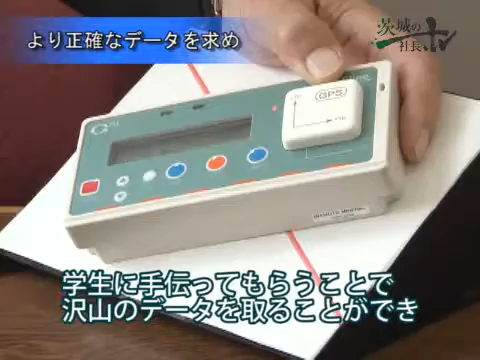 より正確なデータを求め
茨城の
社長tv
GPS
学生に手伝ってもらうことで
沢山のデータを取ることができ